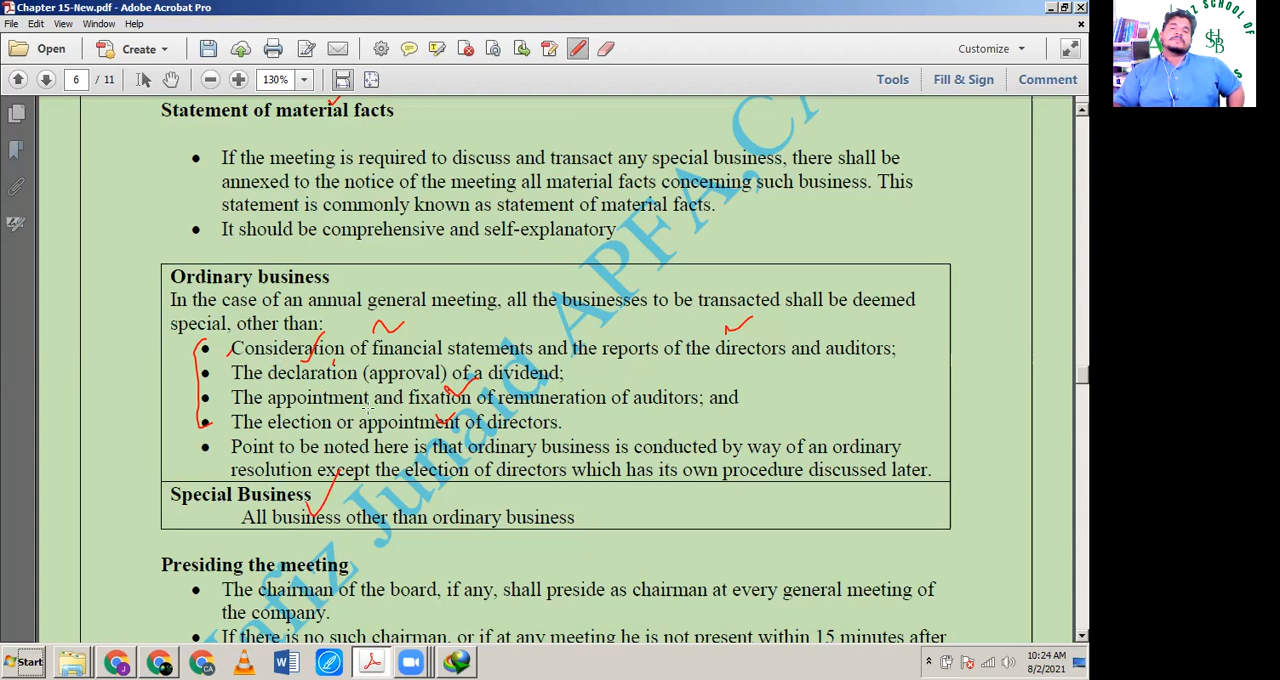 Chapter 15-New.pdf - Adobe Acrobat Pro
File Edit View Window Help
Open Create Customize
6 / 11 130% Tools Fill & Sign Comment
Statement of material facts
• If the meeting is required to discuss and transact any special business, there shall be
annexed to the notice of the meeting all material facts concerning such business. This
statement is commonly known as statement of material facts.
• It should be comprehensive and self-explanatory
Ordinary business
In the case of an annual general meeting, all the businesses to be transacted shall be deemed
special, other than:
• Consideration of financial statements and the reports of the directors and auditors;
• The declaration (approval) of a dividend;
• The appointment and fixation of remuneration of auditors; and
• The election or appointment of directors.
• Point to be noted here is that ordinary business is conducted by way of an ordinary
resolution except the election of directors which has its own procedure discussed later.
Special Business
All business other than ordinary business
Presiding the meeting
• The chairman of the board, if any, shall preside as chairman at every general meeting of
the company.
• If there is no such chairman, or if at any meeting he is not present within 15 minutes after
Hafiz Junaid APFA,CA
SCHOOL OF
Start
10:24 AM
8/2/2021